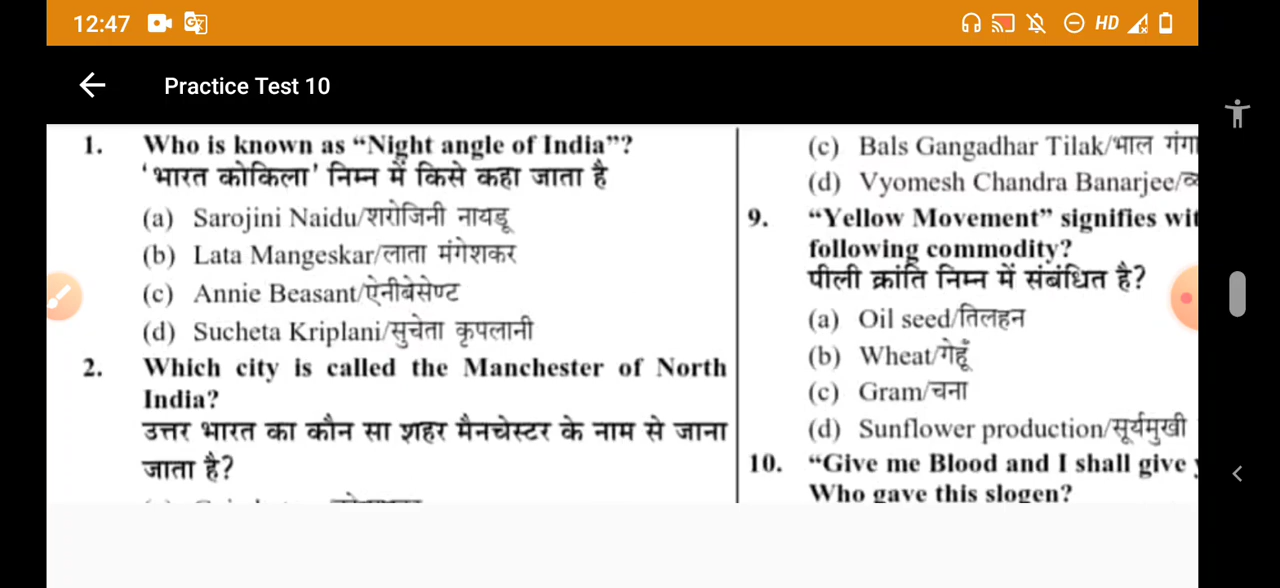 12:47
HD
Practice Test 10
1. Who is known as “Night angle of India”?
‘भारत कोकिला’ निम्न में किसे कहा जाता है
(a) Sarojini Naidu/शरोजिनी नायडू
(b) Lata Mangeskar/लाता मंगेशकर
(c) Annie Beasant/ऐनीबेसेण्ट
(d) Sucheta Kriplani/सुचेता कृपलानी
2. Which city is called the Manchester of North
India?
उत्तर भारत का कौन सा शहर मैनचेस्टर के नाम से जाना
जाता है?
(c) Bals Gangadhar Tilak/भाल गंगा
(d) Vyomesh Chandra Banarjee/
9. “Yellow Movement” signifies wit
following commodity?
पीली क्रांति निम्न में संबंधित है?
(a) Oil seed/तिलहन
(b) Wheat/गेहूँ
(c) Gram/चना
(d) Sunflower production/सूर्यमुखी
10. “Give me Blood and I shall give
Who gave this slogen?